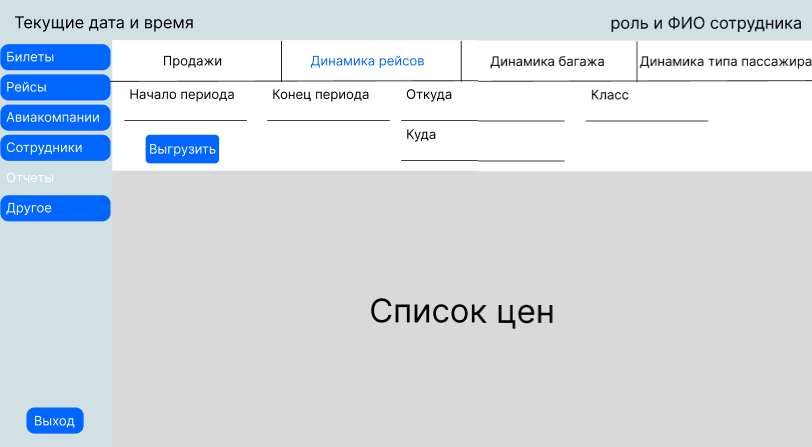 Текущие дата и время
роль и ФИО сотрудника
Билеты
Рейсы
Авиакомпании
Сотрудники
Отчеты
Другое
Выход
Продажи
Динамика рейсов
Динамика багажа
Динамика типа пассажира
Начало периода
Конец периода
Откуда
Класс
Куда
Выгрузить
Список цен